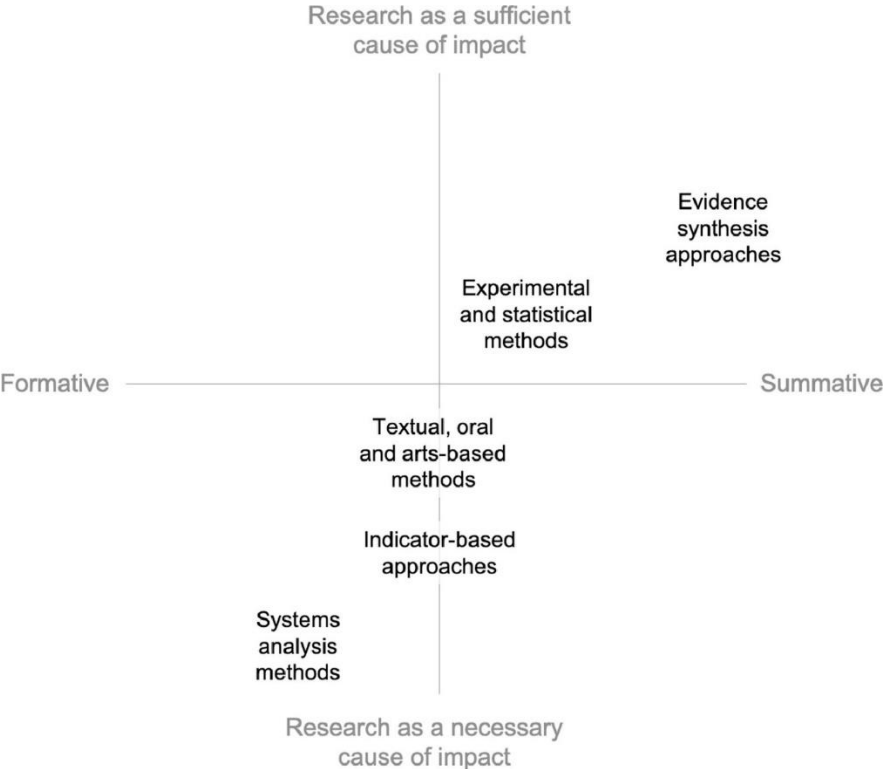 Research as a sufficient
cause of impact
Evidence
synthesis
approaches
Experimental
and statistical
methods
Formative
Summative
Textual, oral
and arts-based
methods
Indicator-based
approaches
Systems
analysis
methods
Research as a necessary
cause of impact